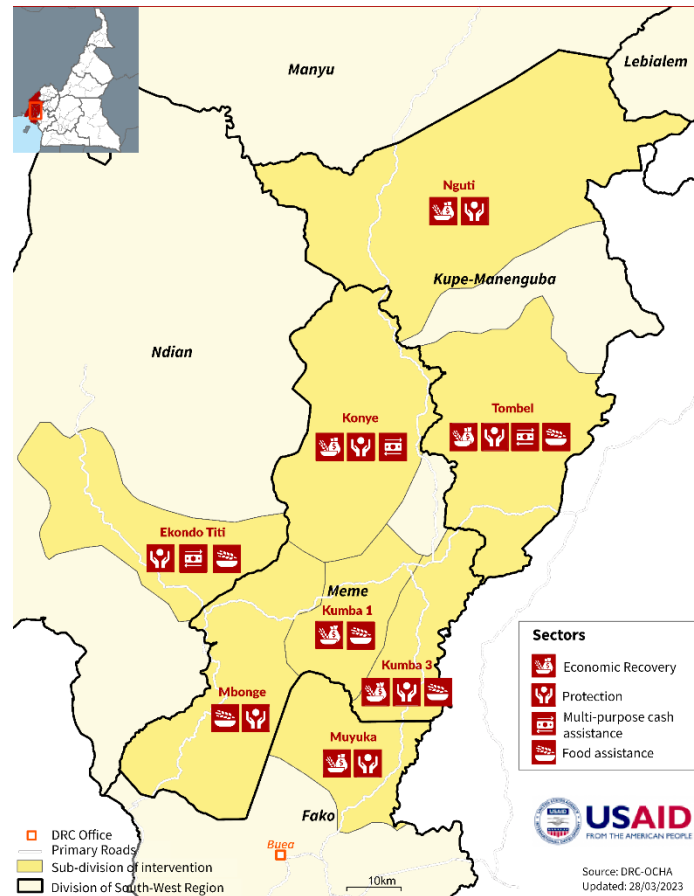 Manyu
Lebialem
Nguti
Kupe-Manenguba
Ndian
Konye
Tombel
Ekondo Titi
Meme
Kumba 1
Kumba 3
Mbonge
Muyuka
Fako
Buea
Sectors
Economic Recovery
Protection
Multi-purpose cash
assistance
Food assistance
DRC Office
Primary Roads
Sub-division of intervention
Division of South-West Region
10km
USAID
FROM THE AMERICAN PEOPLE
Source: DRC-OCHA
Updated: 28/03/2023